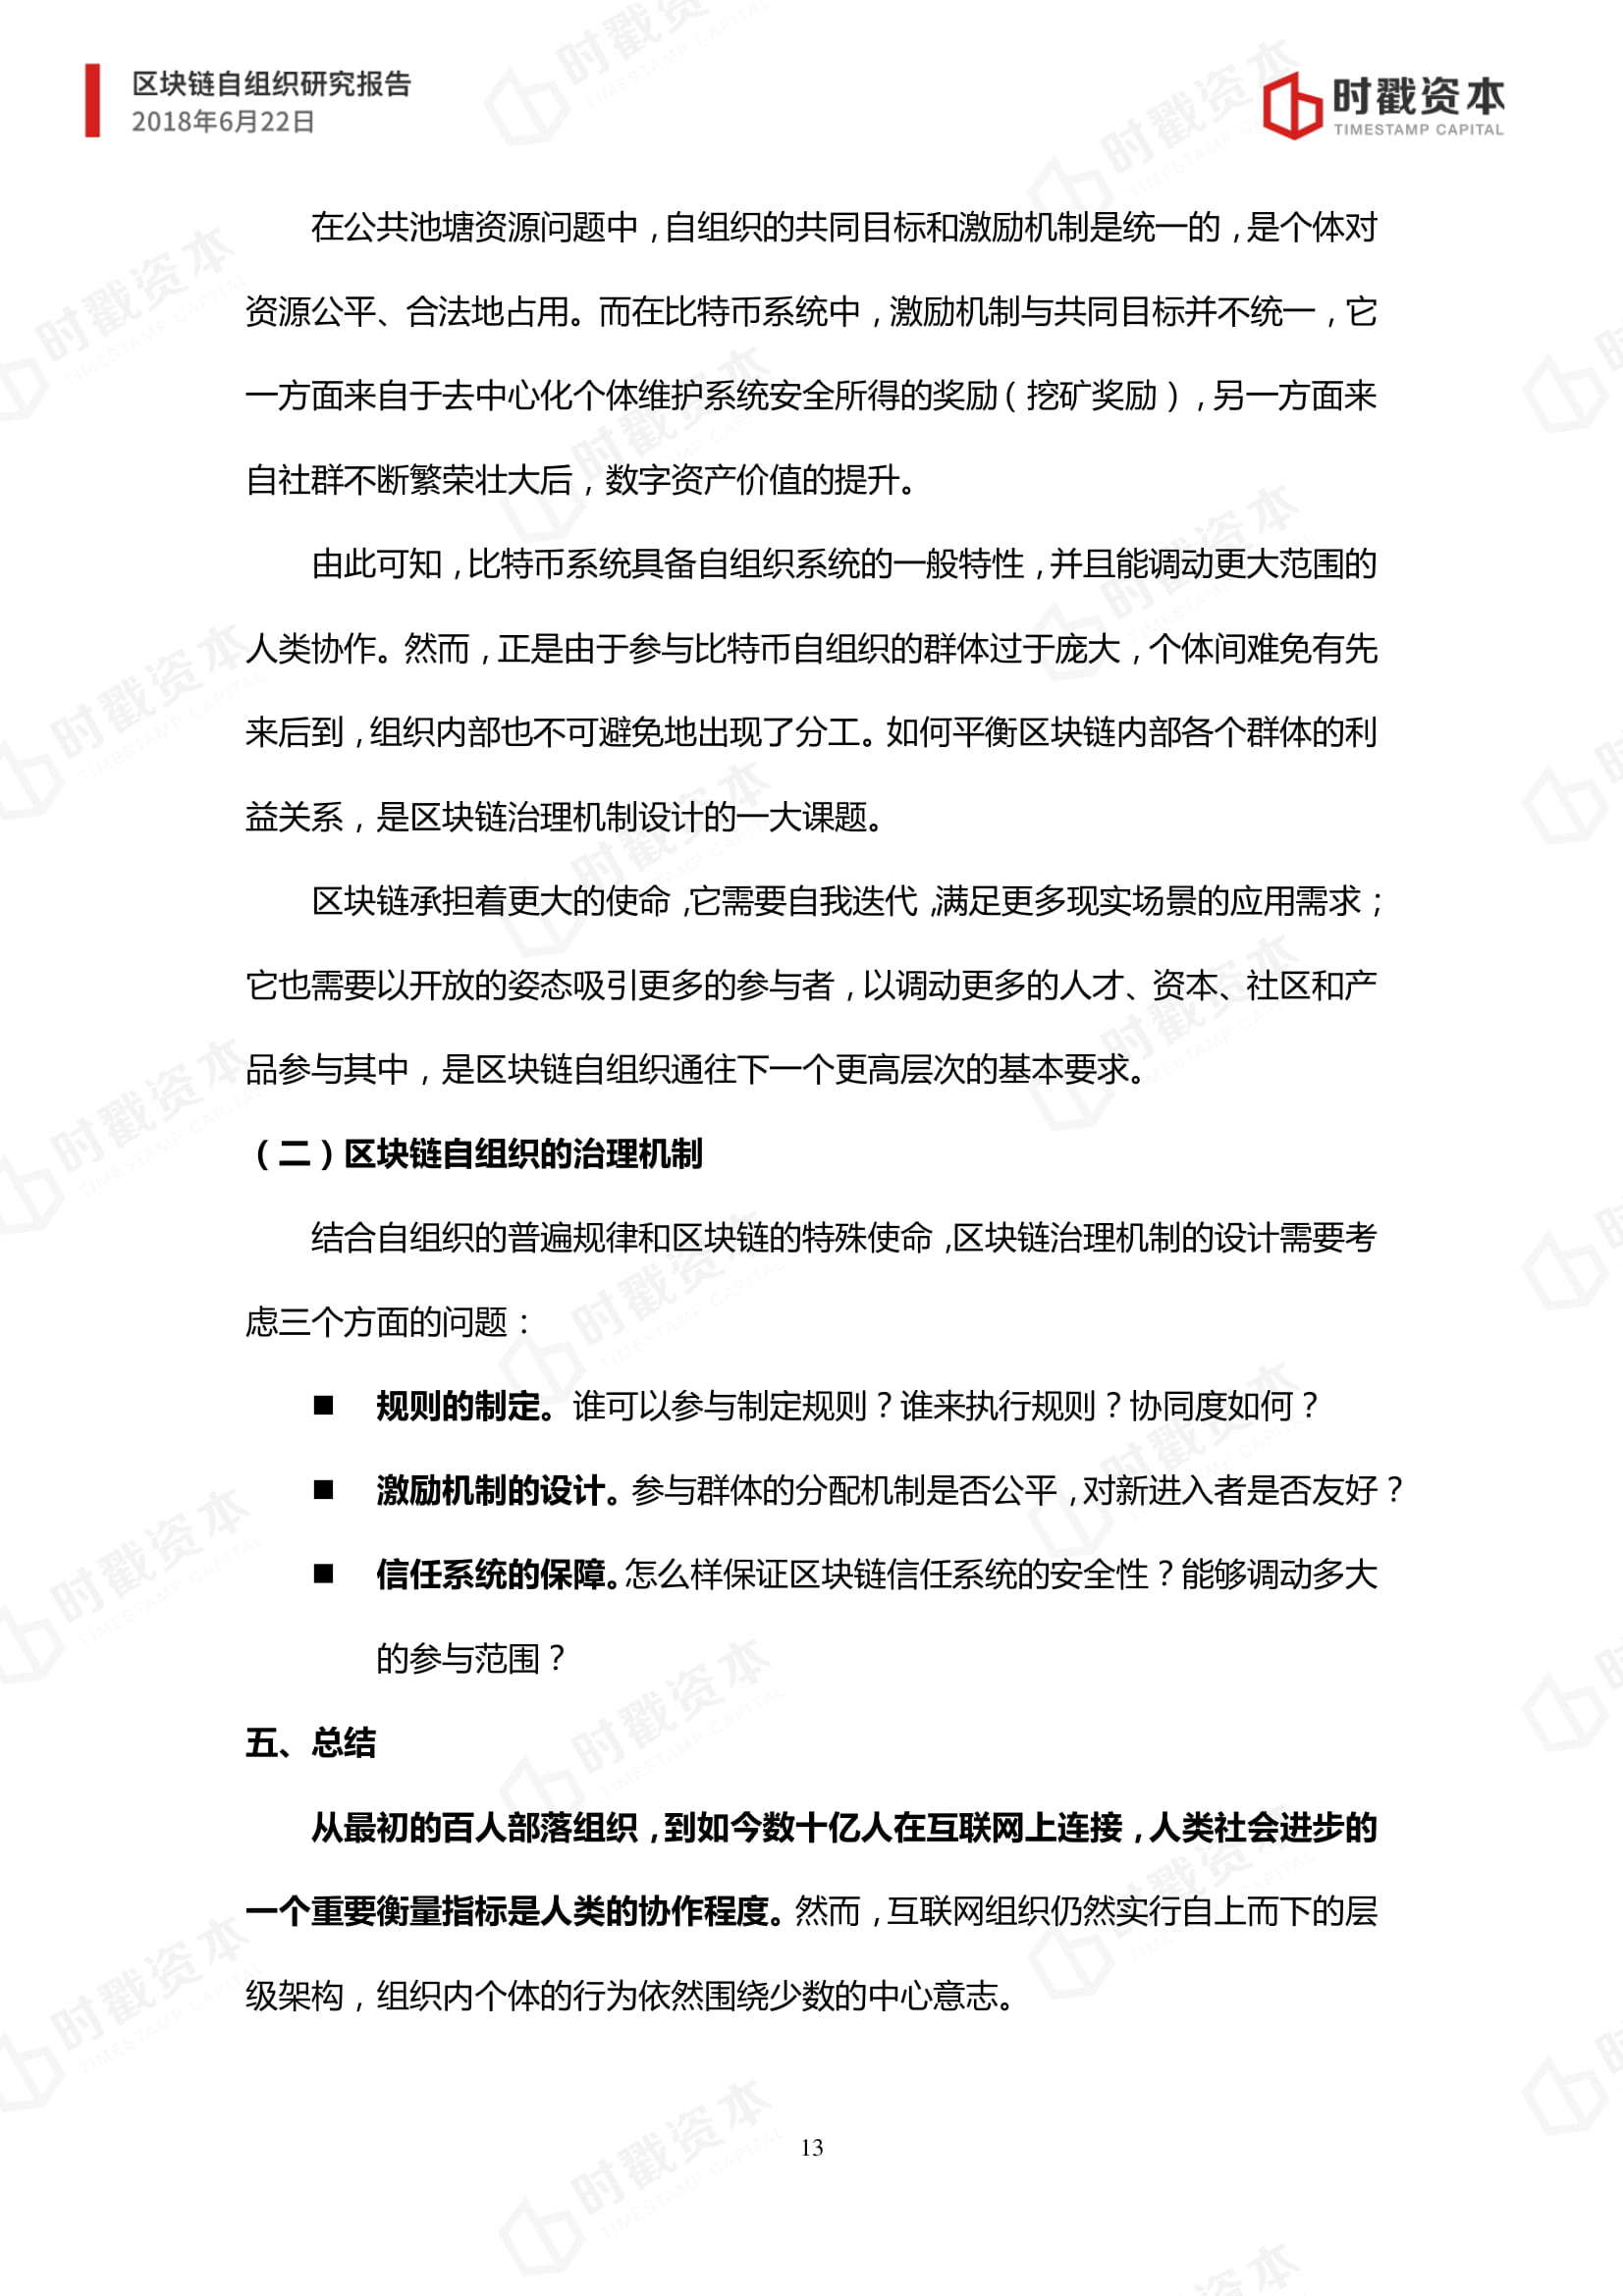 区块链自组织研究报告
2018年6月22日
时戳资本
TIMESTAMP CAPITAL
在公共池塘资源问题中，自组织的共同目标和激励机制是统一的，是个体对
资源公平、合法地占用。而在比特币系统中，激励机制与共同目标并不统一，它
一方面来自于去中心化个体维护系统安全所得的奖励（挖矿奖励），另一方面来
自社群不断繁荣壮大后，数字资产价值的提升。
由此可知，比特币系统具备自组织系统的一般特性，并且能调动更大范围的
人类协作。然而，正是由于参与比特币自组织的群体过于庞大，个体间难免有先
来后到，组织内部也不可避免地出现了分工。如何平衡区块链内部各个群体的利
益关系，是区块链治理机制设计的一大课题。
区块链承担着更大的使命，它需要自我迭代，满足更多现实场景的应用需求；
它也需要以开放的姿态吸引更多的参与者，以调动更多的人才、资本、社区和产
品参与其中，是区块链自组织通往下一个更高层次的基本要求。
（二）区块链自组织的治理机制
结合自组织的普遍规律和区块链的特殊使命，区块链治理机制的设计需要考
虑三个方面的问题：
■ 规则的制定。谁可以参与制定规则？谁来执行规则？协同度如何？
■ 激励机制的设计。参与群体的分配机制是否公平，对新进入者是否友好？
■ 信任系统的保障。怎么样保证区块链信任系统的安全性？能够调动多大
的参与范围？
五、总结
从最初的百人部落组织，到如今数十亿人在互联网上连接，人类社会进步的
一个重要衡量指标是人类的协作程度。然而，互联网组织仍然实行自上而下的层
级架构，组织内个体的行为依然围绕少数的中心意志。
13